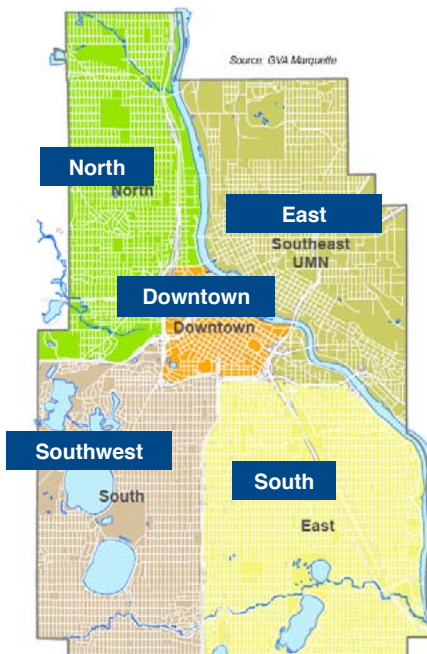 Source: GVA Marquette
North
North
East
Southeast
UMN
Downtown
Downtown
Southwest
South
South
East